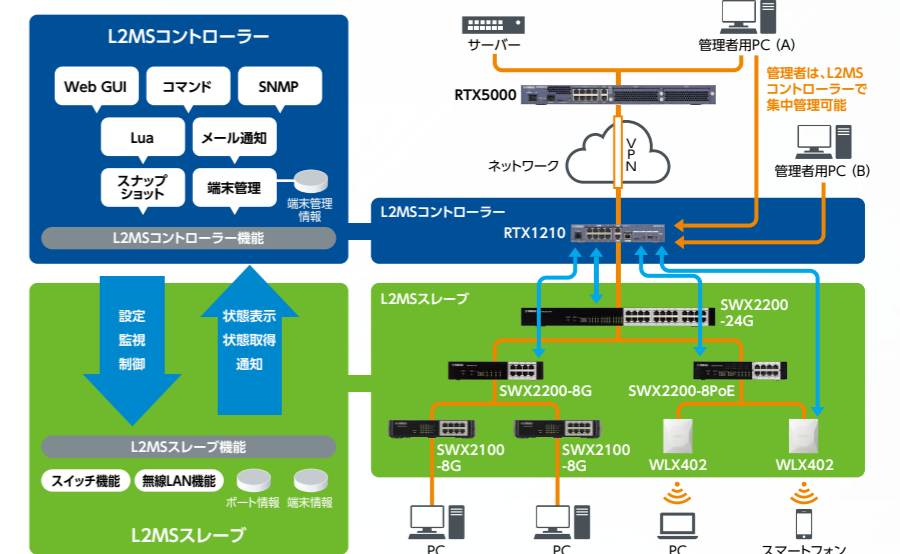 L2MSコントローラー
Web GUI
コマンド
SNMP
Lua
メール通知
スナップ
ショット
端末管理
端末管理
情報
L2MSコントローラー機能
設定
監視
制御
状態表示
状態取得
通知
L2MSスレーブ機能
スイッチ機能
無線LAN機能
ポート情報
端末情報
L2MSスレーブ
サーバー
管理者用PC（A）
RTX5000
管理者は、L2MS
コントローラーで
集中管理可能
ネットワーク
VPN
管理者用PC（B）
L2MSコントローラー
RTX1210
L2MSスレーブ
SWX2200
-24G
SWX2200-8G
SWX2200-8PoE
SWX2100
-8G
SWX2100
-8G
WLX402
WLX402
PC
PC
PC
スマートフォン